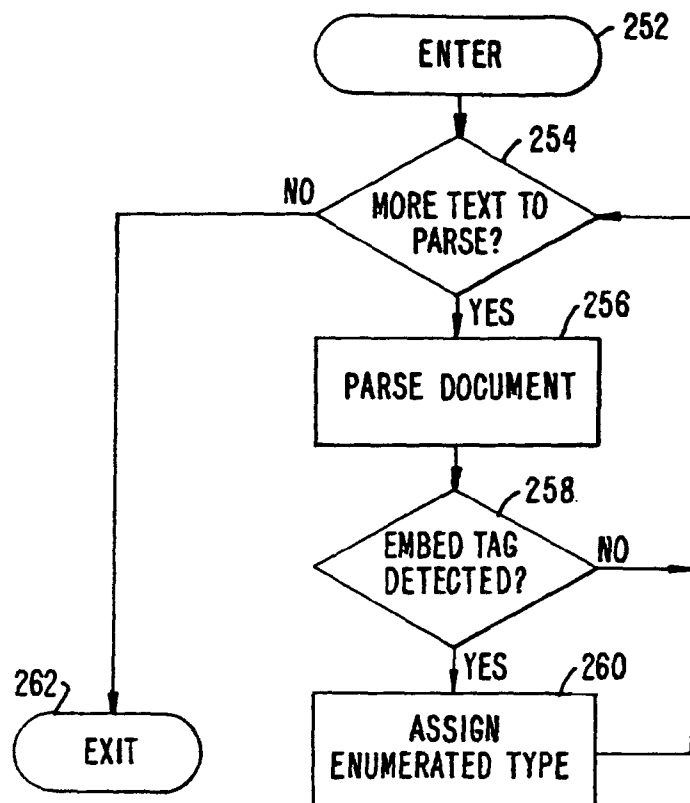 ENTER
252
254
NO
MORE TEXT TO
PARSE?
YES
256
PARSE DOCUMENT
258
EMBED TAG
DETECTED?
NO
YES
260
262
ASSIGN
ENUMERATED TYPE
EXIT